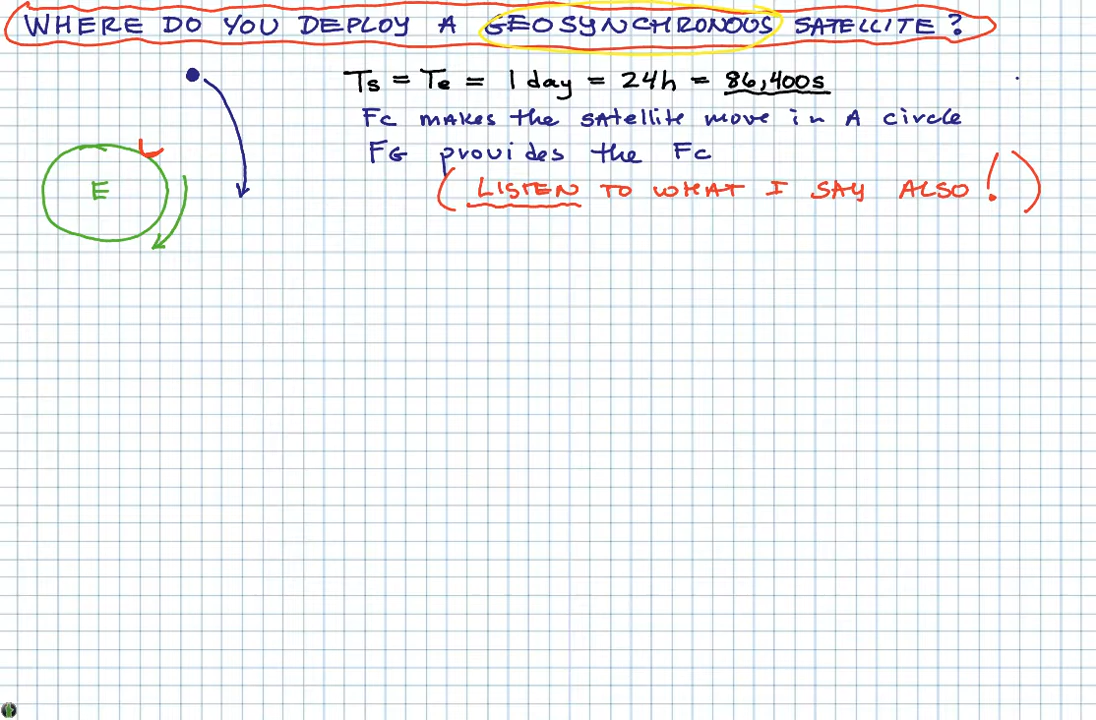 WHERE DO YOU DEPLOY A GEOSYNCHRONOUS SATELLITE?
Ts = Te = 1 day = 24h = 86,400s
Fc makes the satellite move in A circle
FG provides the Fc
(LISTEN TO WHAT I SAY ALSO!)
E